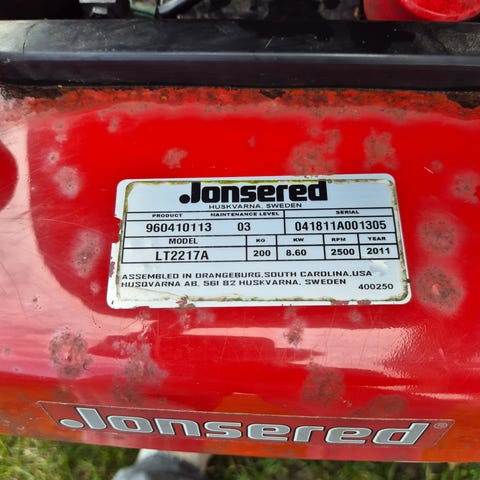 Jonsered
HUSKVARNA, SWEDEN
PRODUCT MAINTENANCE LEVEL SERIAL
960410113 03 041811A001305
MODEL KG KW RPM YEAR
LT2217A 200 8.60 2500 2011
ASSEMBLED IN ORANGEBURG, SOUTH CAROLINA, USA
HUSQVARNA AB, 561 82 HUSKVARNA, SWEDEN
400250
Jonsered®